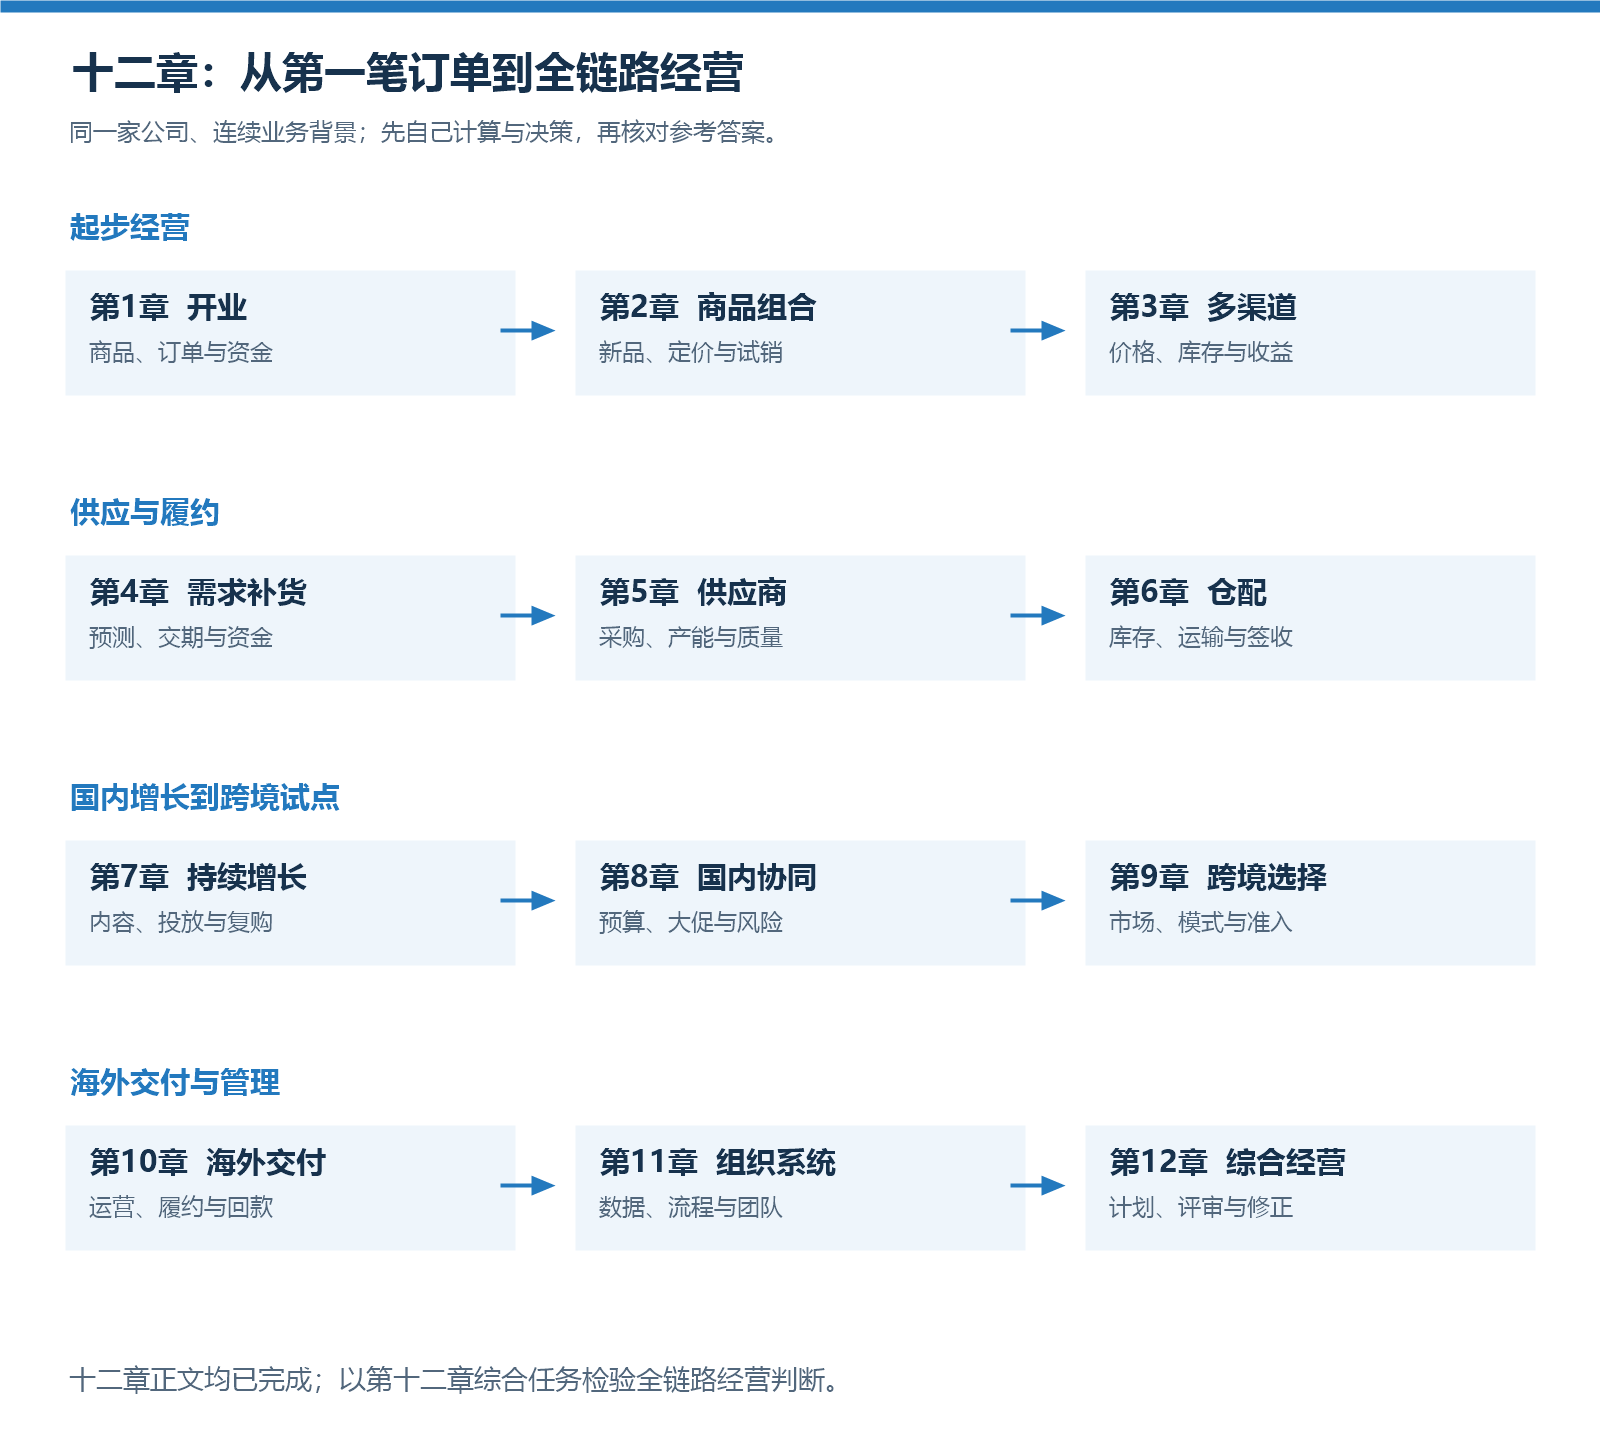 十二章：从第一笔订单到全链路经营
同一家公司、连续业务背景；先自己计算与决策，再核对参考答案。
起步经营
第1章 开业
商品、订单与资金
第2章 商品组合
新品、定价与试销
第3章 多渠道
价格、库存与收益
供应与履约
第4章 需求补货
预测、交期与资金
第5章 供应商
采购、产能与质量
第6章 仓配
库存、运输与签收
国内增长到跨境试点
第7章 持续增长
内容、投放与复购
第8章 国内协同
预算、大促与风险
第9章 跨境选择
市场、模式与准入
海外交付与管理
第10章 海外交付
运营、履约与回款
第11章 组织系统
数据、流程与团队
第12章 综合经营
计划、评审与修正
十二章正文均已完成；以第十二章综合任务检验全链路经营判断。